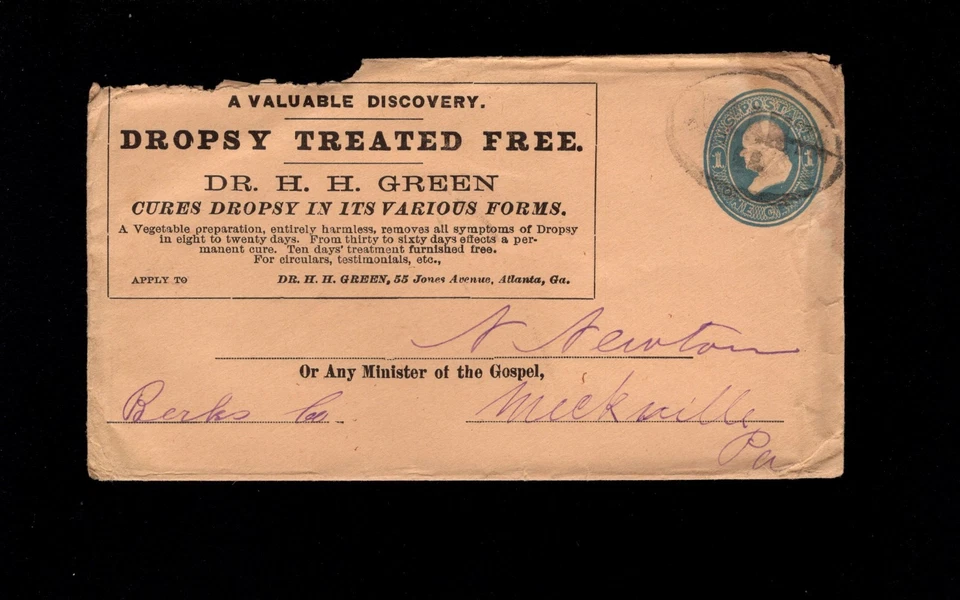 A VALUABLE DISCOVERY.
DROPSY TREATED FREE.
DR. H. H. GREEN
CURES DROPSY IN ITS VARIOUS FORMS.
A Vegetable preparation, entirely harmless, removes all symptoms of Dropsy
in eight to twenty days. From thirty to sixty days effects a per-
manent cure. Ten days' treatment furnished free.
For circulars, testimonials, etc.,
APPLY TO DR. H. H. GREEN, 55 Jones Avenue, Atlanta, Ga.
U.S. POSTAGE
1 1
ONE
N Newton
Or Any Minister of the Gospel,
Berks Co. Mickville
Pa